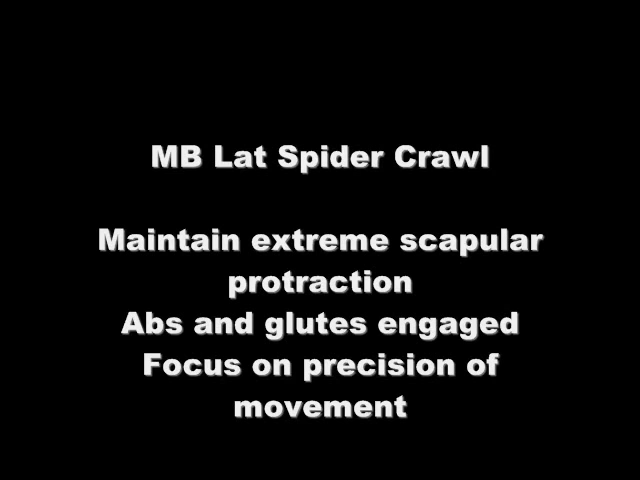 MB Lat Spider Crawl
Maintain extreme scapular
protraction
Abs and glutes engaged
Focus on precision of
movement